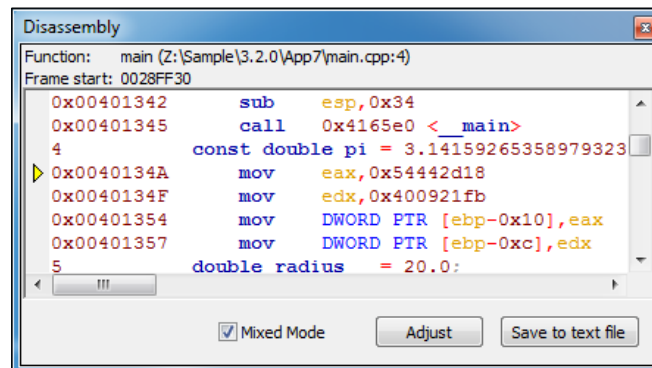 Disassembly
Function: main (Z:\Sample\3.2.0\App7\main.cpp:4)
Frame start: 0028FF30
0x00401342 sub esp,0x34
0x00401345 call 0x4165e0 <__main>
4 const double pi = 3.14159265358979323
0x0040134A mov eax,0x54442d18
0x0040134F mov edx,0x400921fb
0x00401354 mov DWORD PTR [ebp-0x10],eax
0x00401357 mov DWORD PTR [ebp-0xc],edx
5 double radius = 20.0;
Mixed Mode Adjust Save to text file